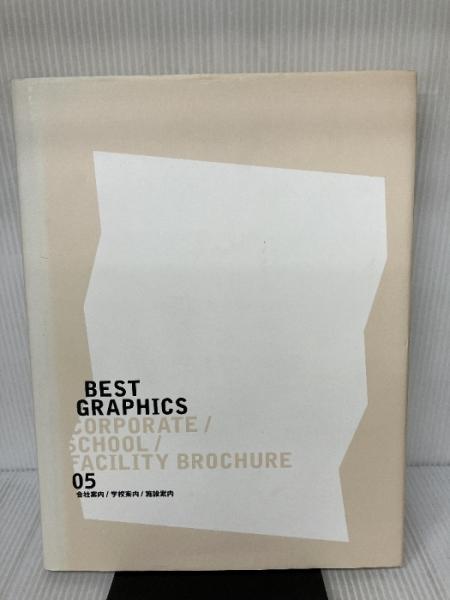 BEST
GRAPHICS
CORPORATE /
SCHOOL /
FACILITY BROCHURE
05
会社案内 / 学校案内 / 施設案内